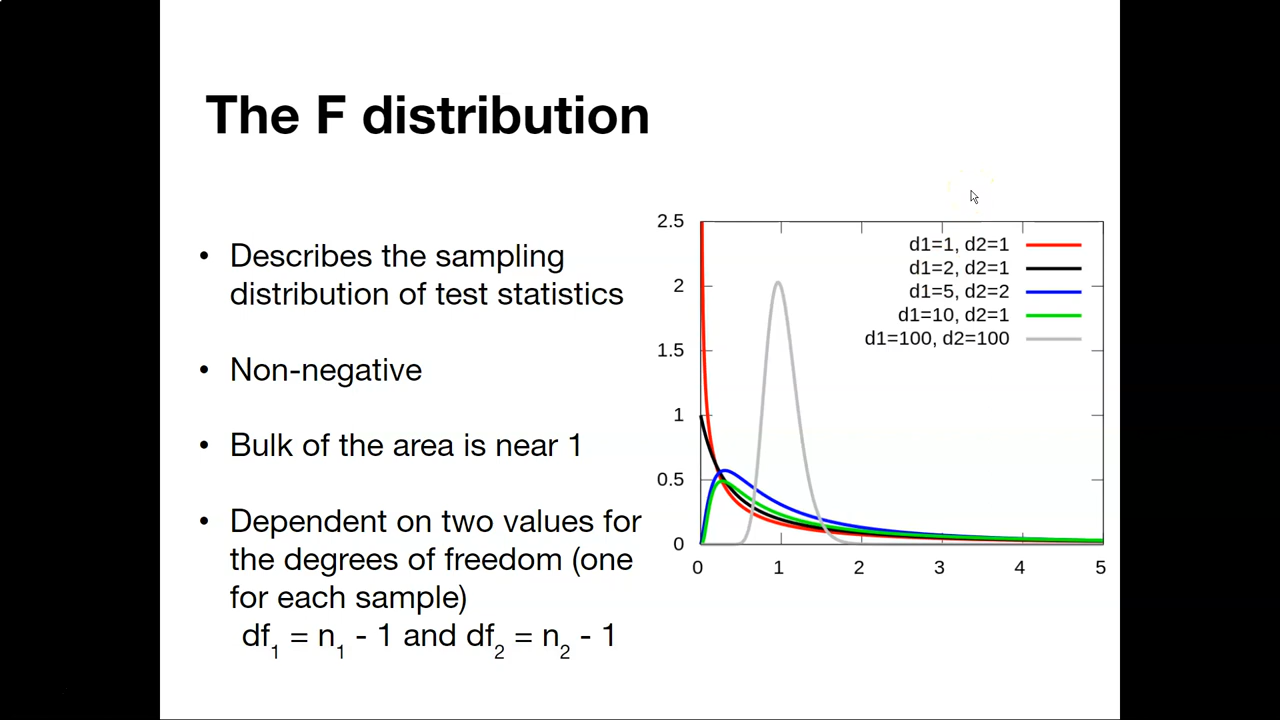 The F distribution
• Describes the sampling
distribution of test statistics
• Non-negative
• Bulk of the area is near 1
• Dependent on two values for
the degrees of freedom (one
for each sample)
df₁ = n₁ - 1 and df₂ = n₂ - 1
2.5
2
1.5
1
0.5
0
0 1 2 3 4 5
d1=1, d2=1
d1=2, d2=1
d1=5, d2=2
d1=10, d2=1
d1=100, d2=100